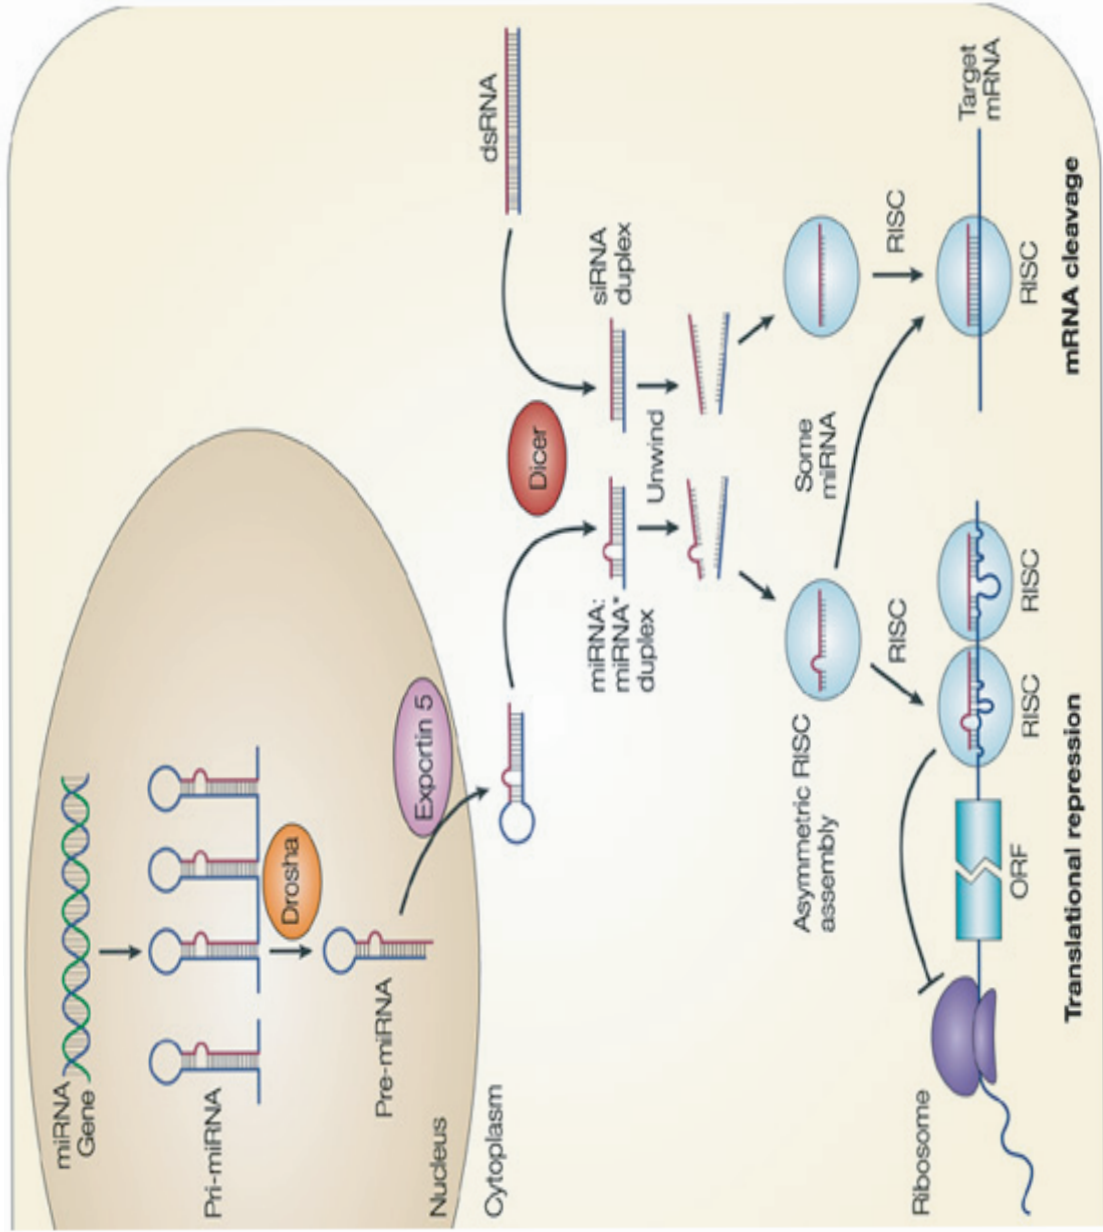 miRNA
Gene
Pri-miRNA
Drosha
Pre-miRNA
Exportin 5
Nucleus
Cytoplasm
dsRNA
Dicer
miRNA:
miRNA*
duplex
siRNA
duplex
Unwind
Asymmetric RISC
assembly
Some
miRNA
RISC
RISC
Ribosome
ORF
RISC
RISC
RISC
Target
mRNA
Translational repression
mRNA cleavage